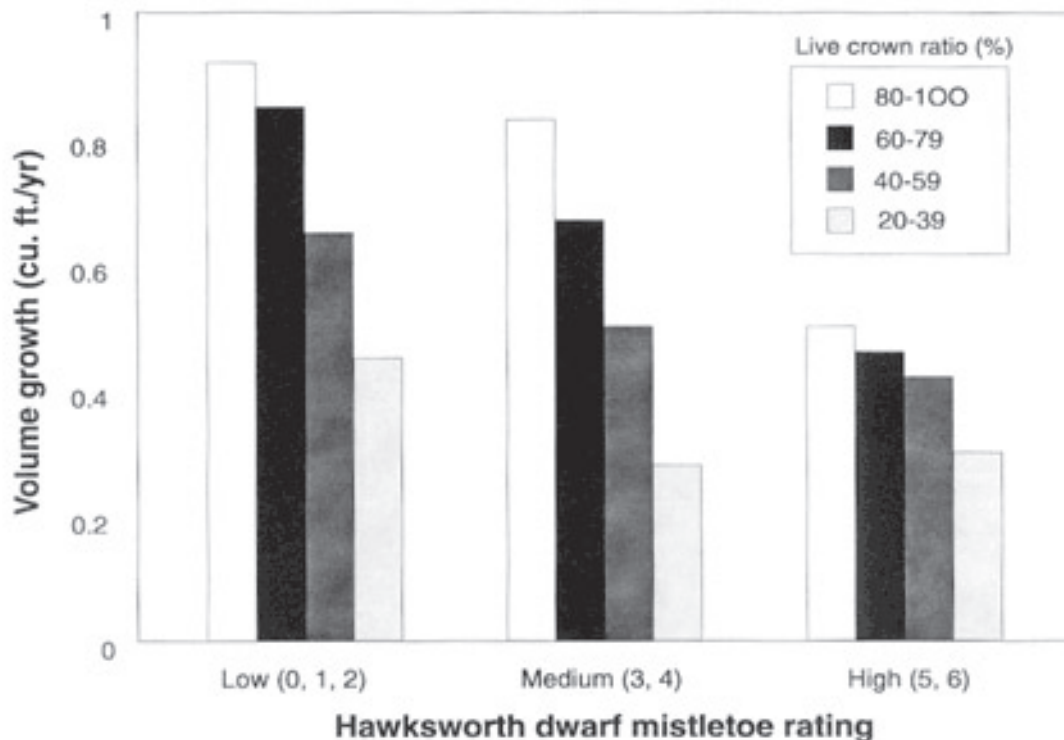 1
0.8
0.6
0.4
0.2
0
Volume growth (cu. ft./yr)
Live crown ratio (%)
80-1OO
60-79
40-59
20-39
Low (0, 1, 2)
Medium (3, 4)
High (5, 6)
Hawksworth dwarf mistletoe rating